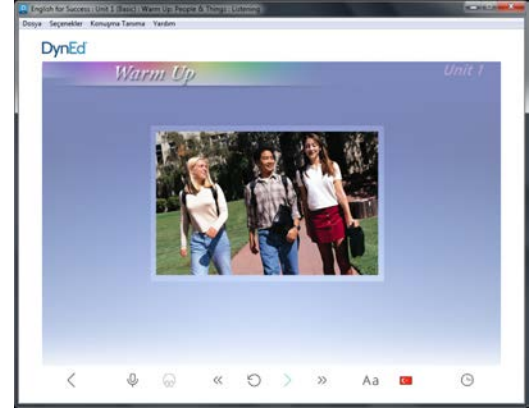 English for Success : Unit 1 (Basic) : Warm Up: People & Things : Listening
Dosya Seçenekler Konuşma Tanıma Yardım
DynEd
Warm Up Unit 1
Aa